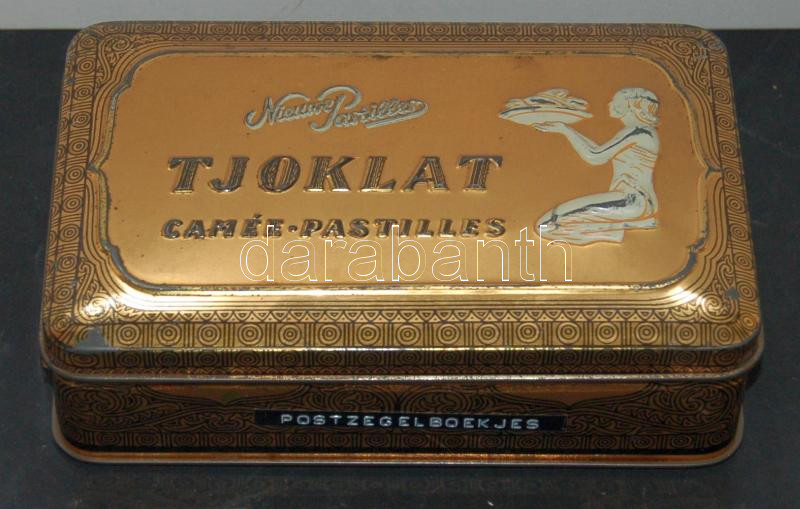 Nieuwe Pastilles
TJOKLAT
CAMÉE-PASTILLES
darabanth
POSTZEGELBOEKJES